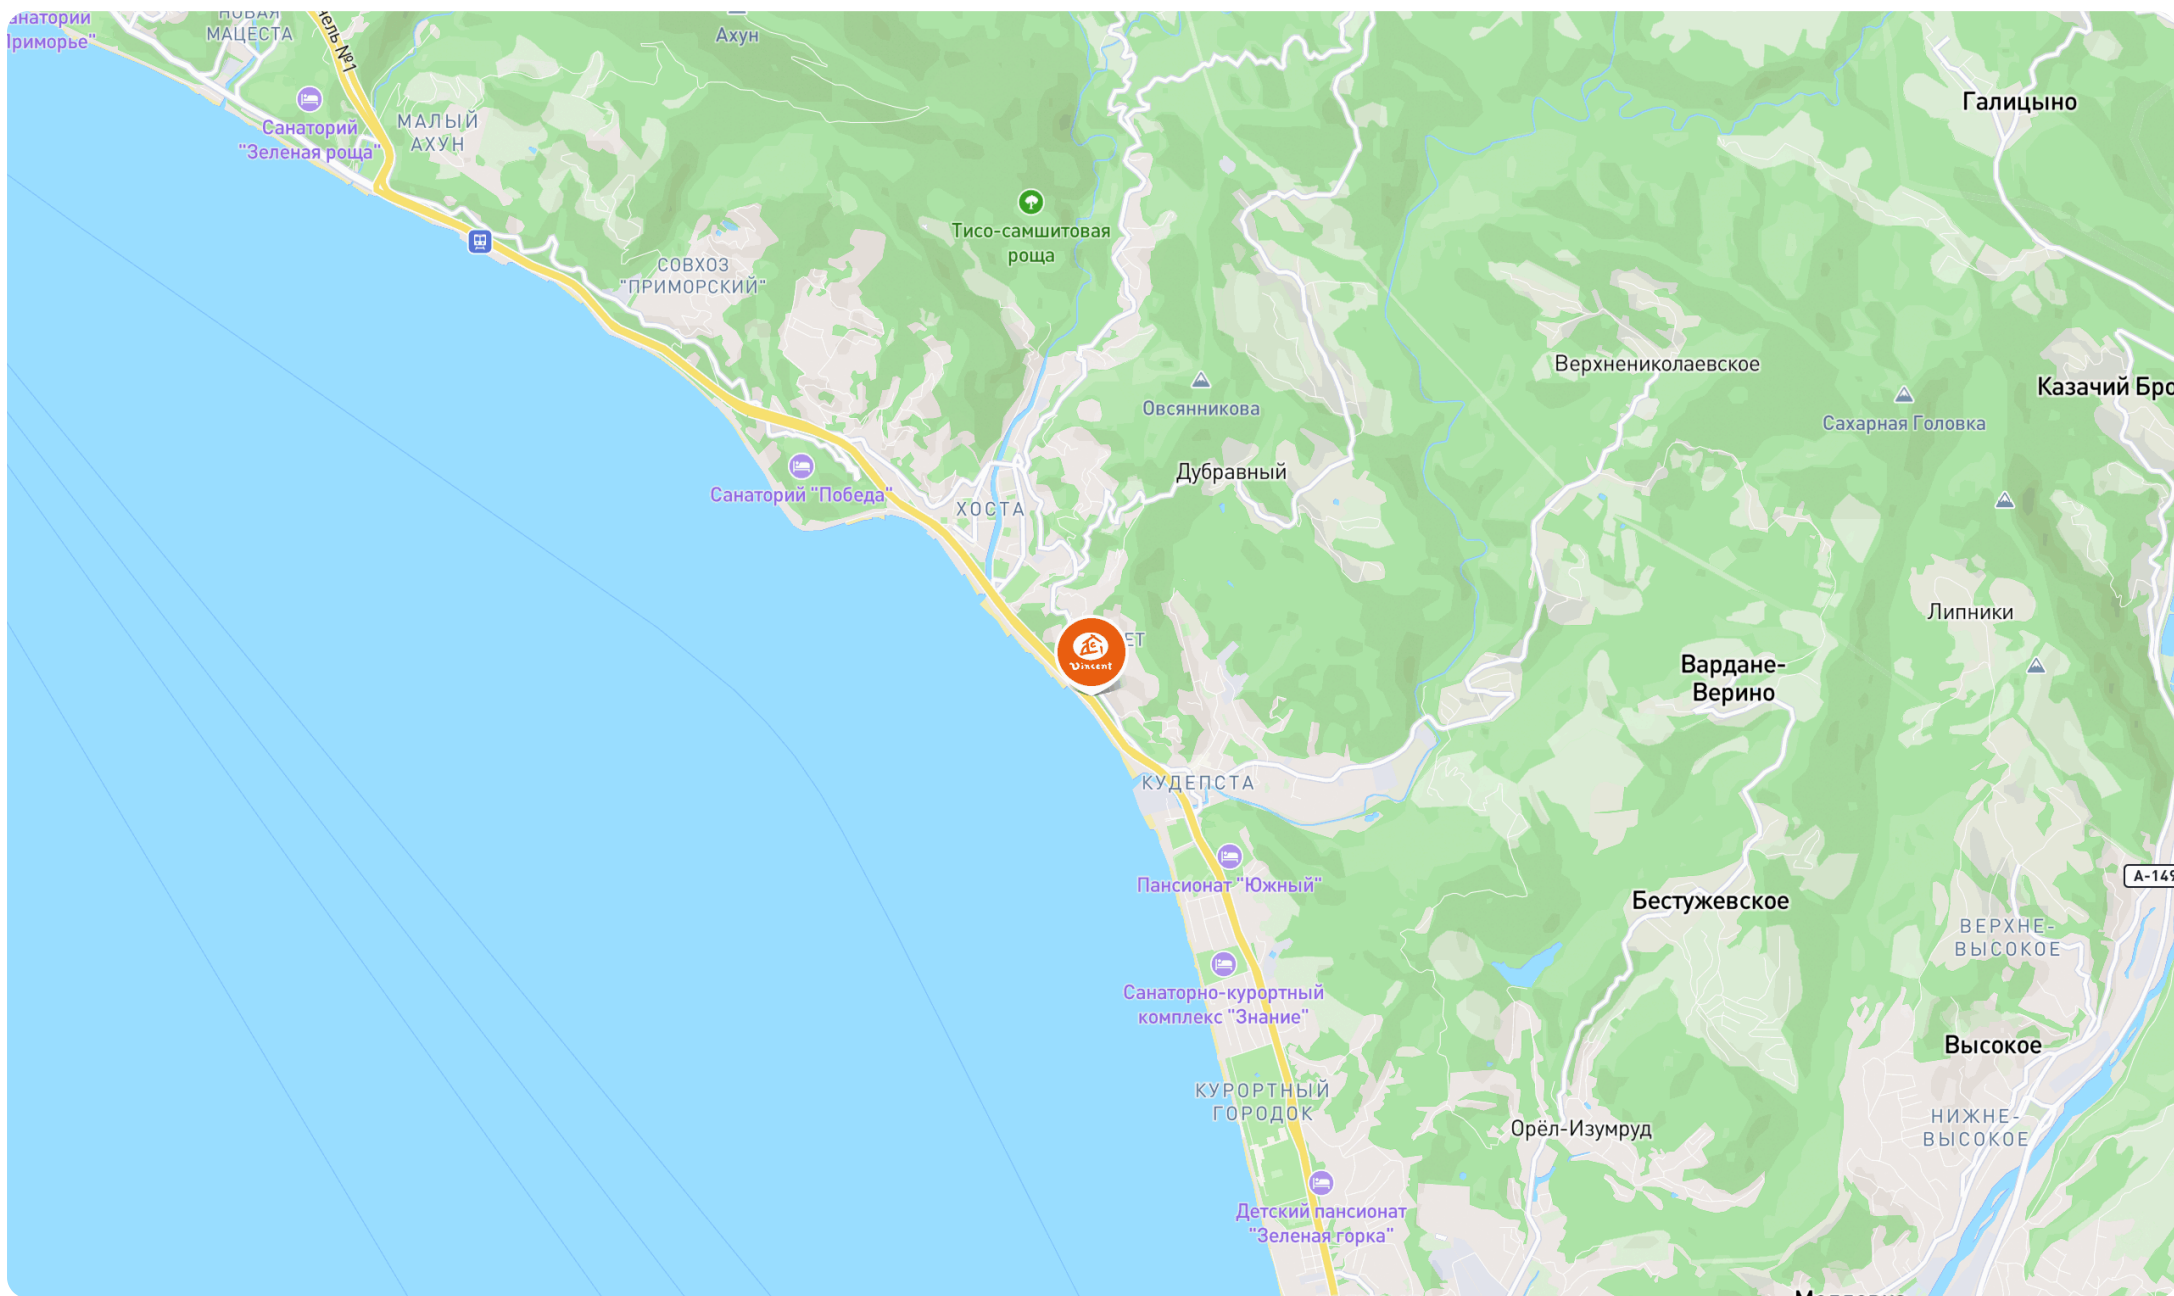 НОВАЯ
МАЦЕСТА
Ахун
Санаторий
"Зеленая роща"
МАЛЫЙ
АХУН
Галицыно
Тисо-самшитовая
роща
СОВХОЗ
"ПРИМОРСКИЙ"
Верхнениколаевское
Казачий Бро
Овсянникова
Сахарная Головка
Дубравный
Санаторий "Победа"
ХОСТА
Липники
ЕТ
Vincent
Вардане-
Верино
КУДЕПСТА
А-149
Пансионат "Южный"
Бестужевское
ВЕРХНЕ-
ВЫСОКОЕ
Санаторно-курортный
комплекс "Знание"
Высокое
КУРОРТНЫЙ
ГОРОДОК
НИЖНЕ-
ВЫСОКОЕ
Орёл-Изумруд
Детский пансионат
"Зеленая горка"